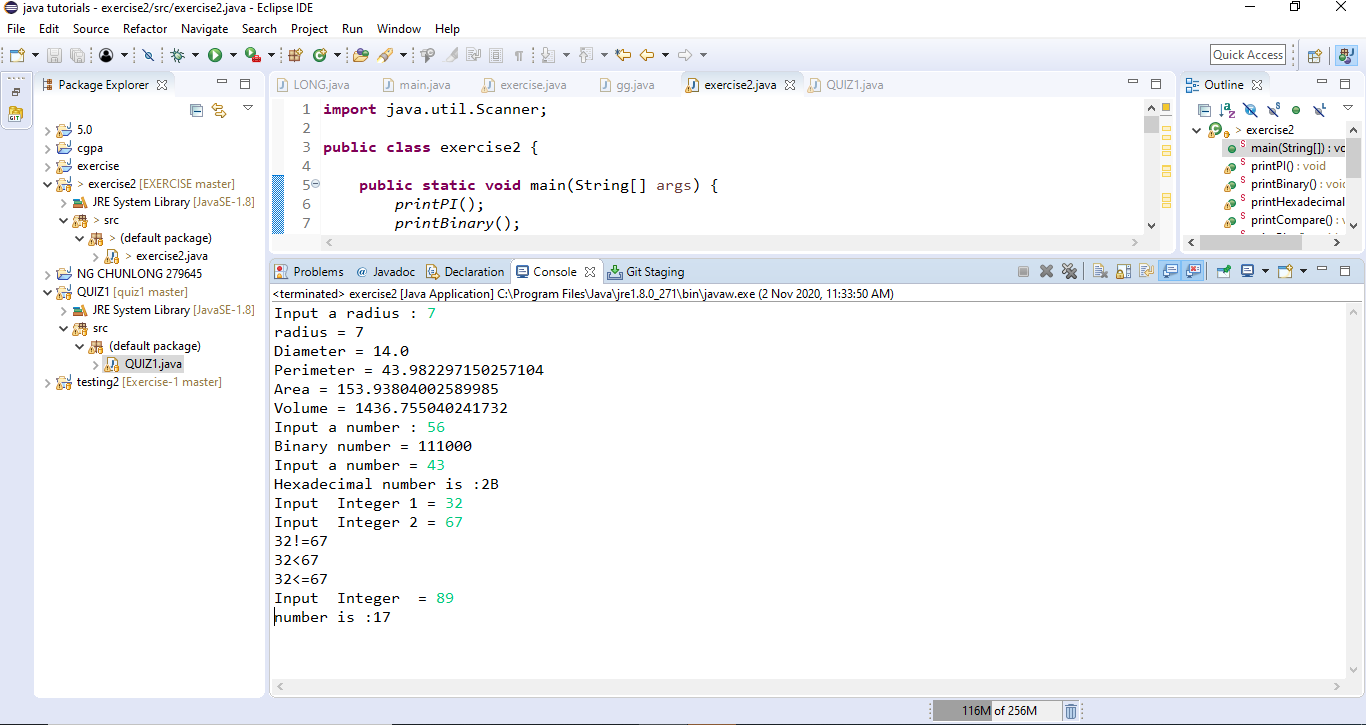 java tutorials - exercise2/src/exercise2.java - Eclipse IDE
File Edit Source Refactor Navigate Search Project Run Window Help
Quick Access
Package Explorer
5.0
cgpa
exercise
> exercise2 [EXERCISE master]
JRE System Library [JavaSE-1.8]
> src
> (default package)
> exercise2.java
NG CHUNLONG 279645
QUIZ1 [quiz1 master]
JRE System Library [JavaSE-1.8]
src
(default package)
QUIZ1.java
testing2 [Exercise-1 master]
LONG.java main.java exercise.java gg.java exercise2.java QUIZ1.java
1 import java.util.Scanner;
2
3 public class exercise2 {
4
5 public static void main(String[] args) {
6 printPI();
7 printBinary();
Outline
> exercise2
main(String[]) : vo
printPI() : void
printBinary() : voic
printHexadecimal
printCompare() : v
Problems @ Javadoc Declaration Console Git Staging
<terminated> exercise2 [Java Application] C:\Program Files\Java\jre1.8.0_271\bin\javaw.exe (2 Nov 2020, 11:33:50 AM)
Input a radius : 7
radius = 7
Diameter = 14.0
Perimeter = 43.982297150257104
Area = 153.93804002589985
Volume = 1436.755040241732
Input a number : 56
Binary number = 111000
Input a number = 43
Hexadecimal number is :2B
Input  Integer 1 = 32
Input  Integer 2 = 67
32!=67
32<67
32<=67
Input  Integer  = 89
number is :17
116M of 256M